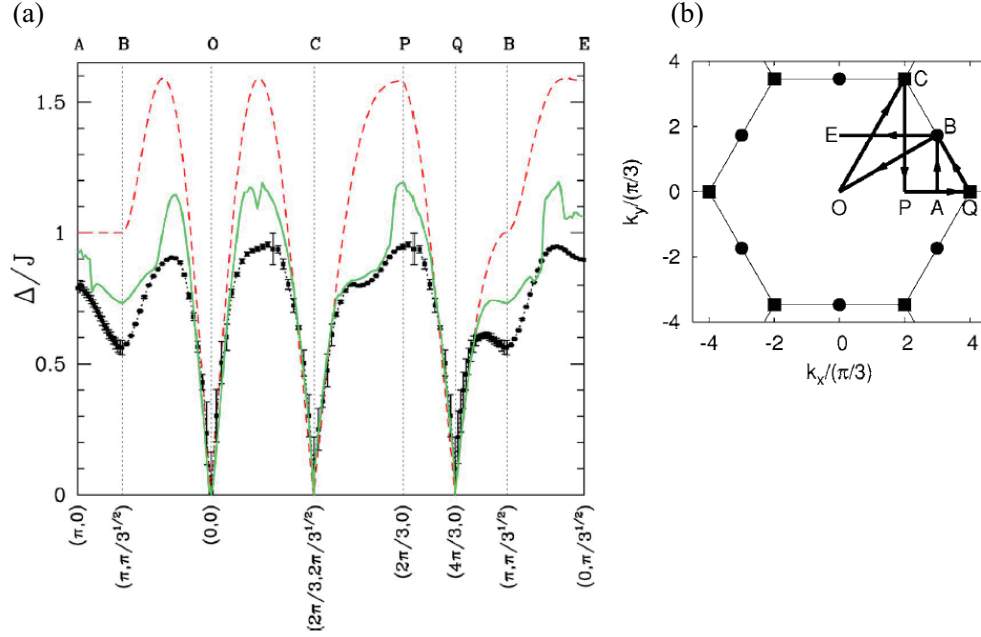 (a)
A B O C P Q B E
Δ/J
1.5
1
0.5
0
(π,0)
(π,π/3^{1/2})
(0,0)
(2π/3,2π/3^{1/2})
(2π/3,0)
(4π/3,0)
(π,π/3^{1/2})
(0,π/3^{1/2})
(b)
k_y/(π/3)
4
2
0
-2
-4
C
B
E
O P A Q
-4 -2 0 2 4
k_x/(π/3)